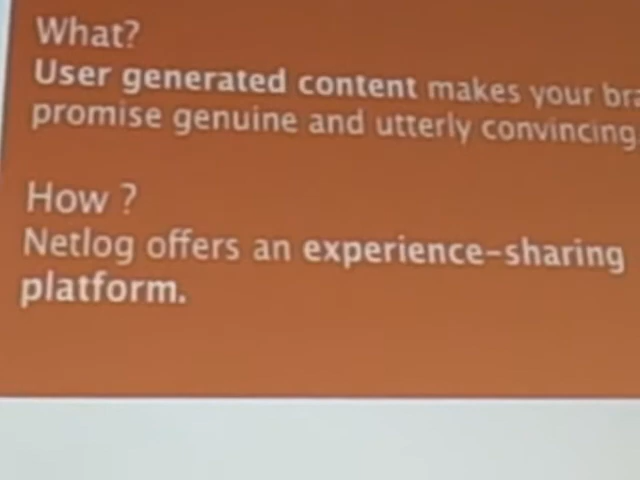 What?
User generated content makes your
promise genuine and utterly convincing
How ?
Netlog offers an experience-sharing
platform.